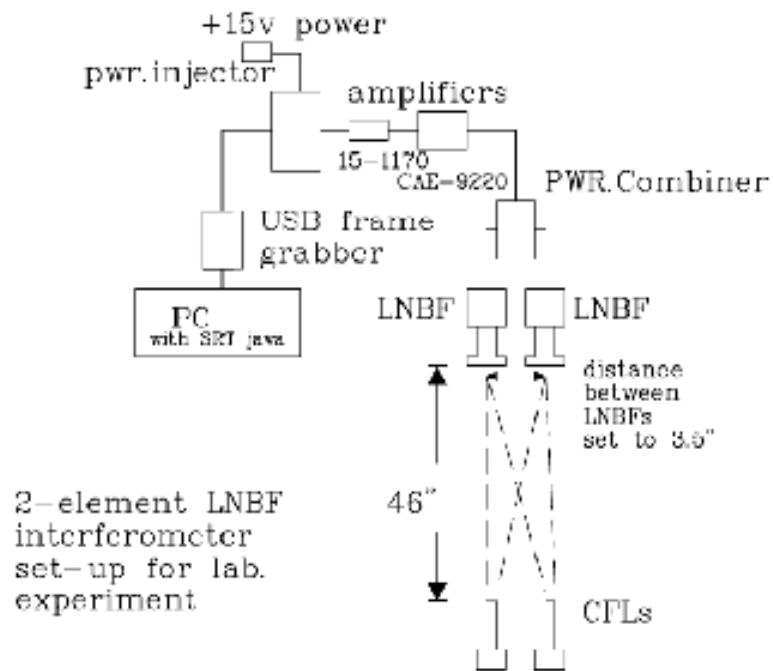 +15v power
pwr.injector
amplifiers
15-1170
CAE-9220
PWR.Combiner
USB frame
grabber
PC
with SRT java
LNBF
LNBF
distance
between
LNBFs
set to 3.5"
46"
2-element LNBF
interferometer
set-up for lab.
experiment
CFLs